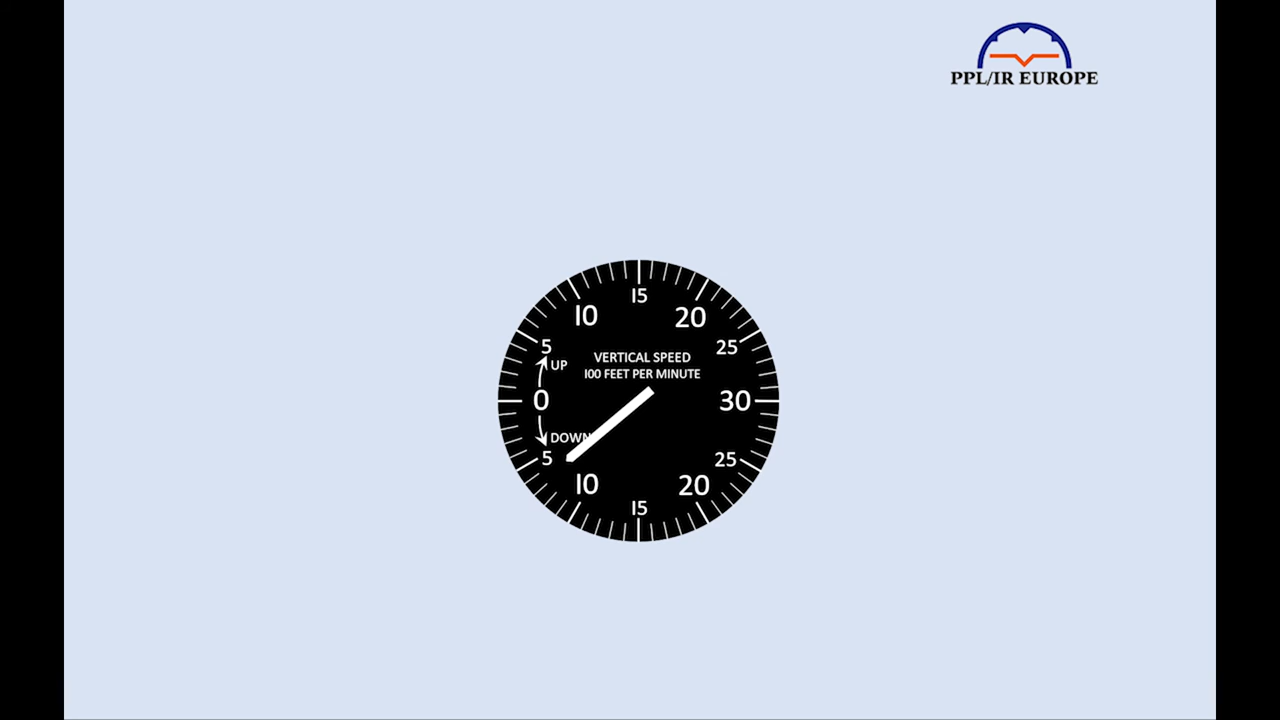 PPL/IR EUROPE
15
10 20
5 25
UP
VERTICAL SPEED
100 FEET PER MINUTE
0 30
DOWN
5 25
10 20
15